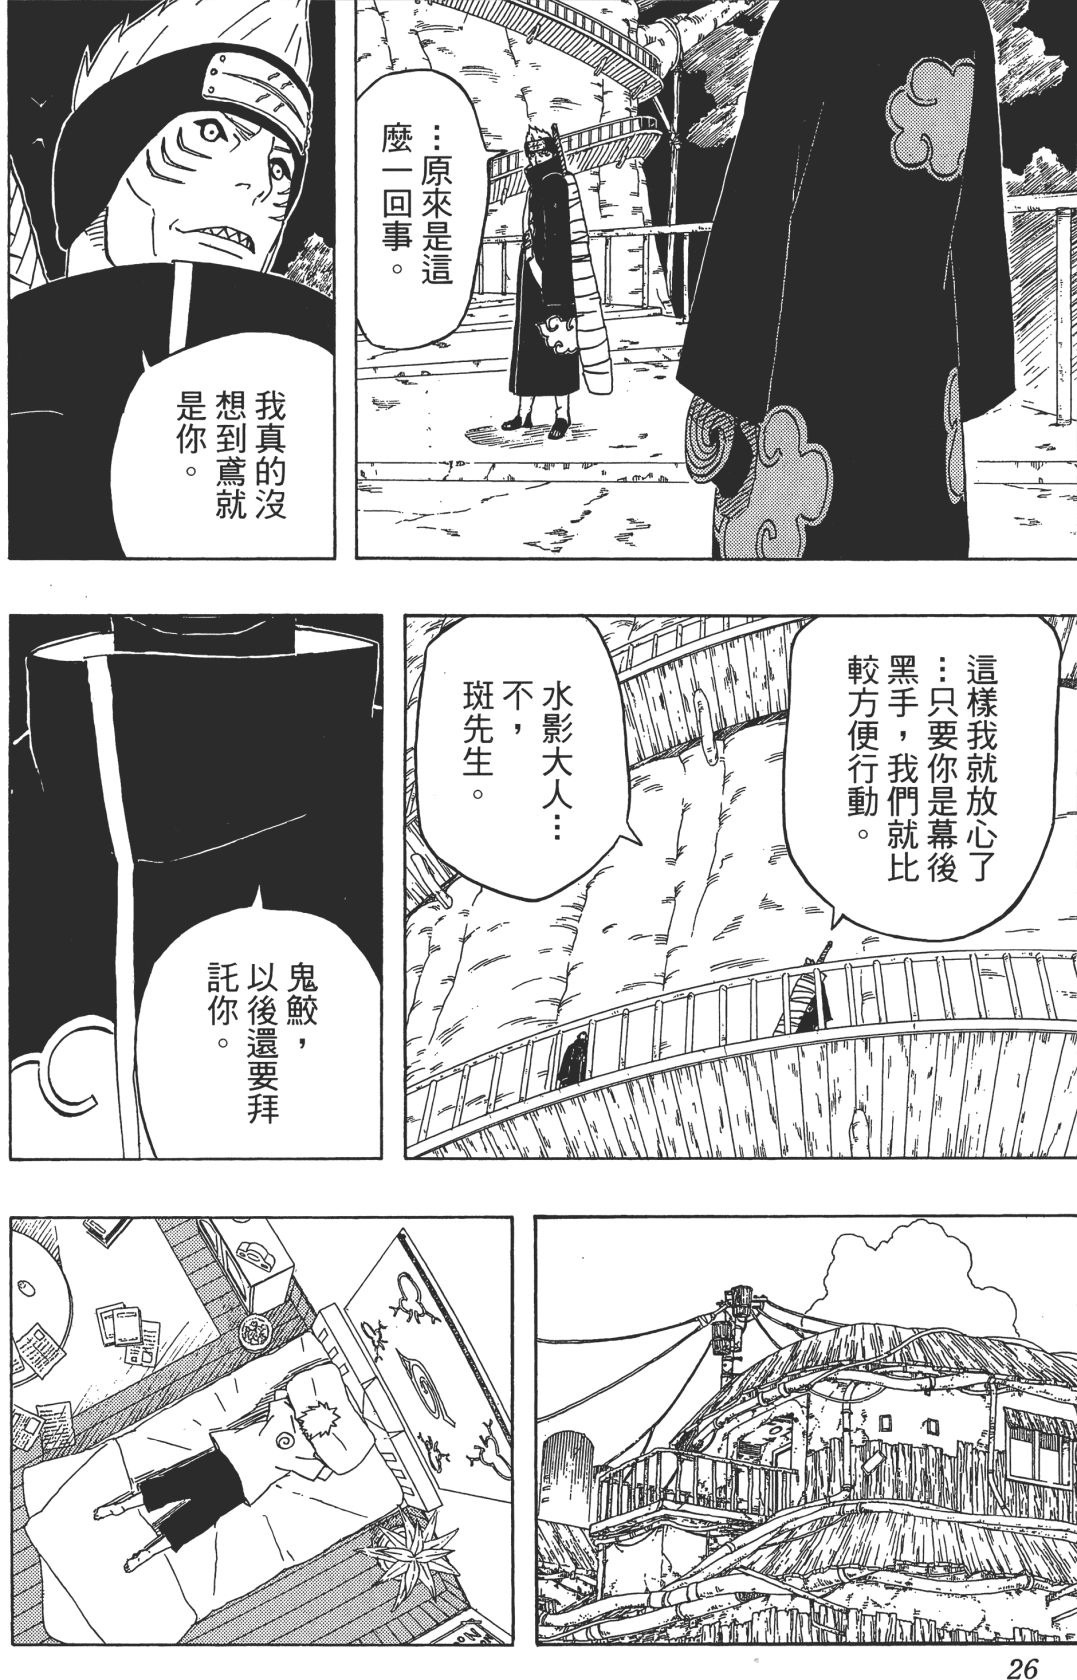 …原來是這
麼一回事。
我真的沒
想到鳶就
是你。
這樣我就放心了
…只要你是幕後
黑手，我們就比
較方便行動。
水影大人…
不，
斑先生。
鬼鮫，
以後還要拜
託你。
26